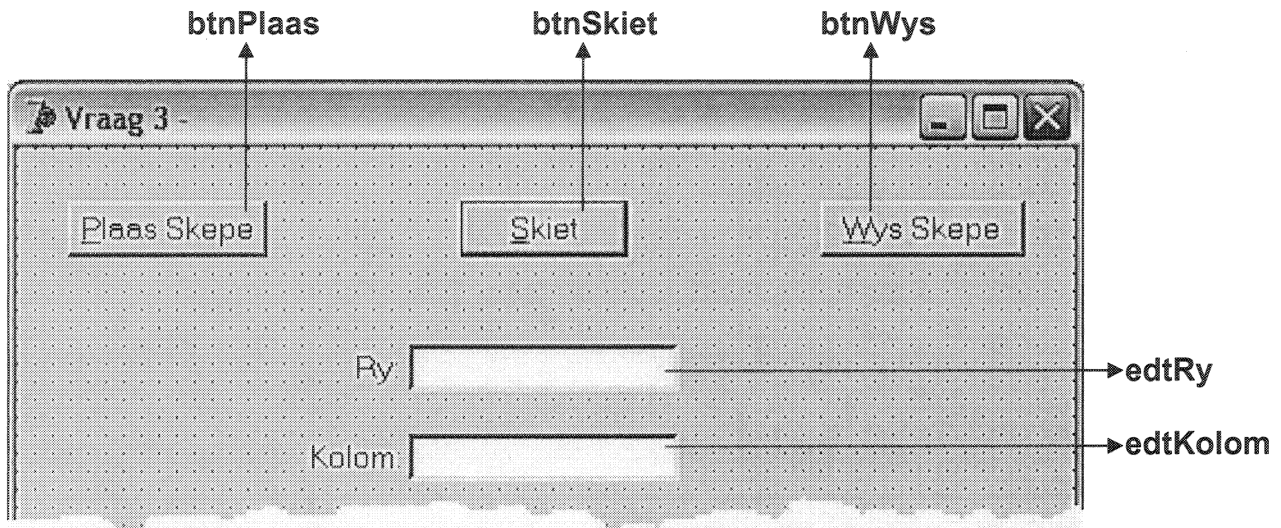 btnPlaas btnSkiet btnWys
Vraag 3 -
Plaas Skepe Skiet Wys Skepe
Ry: edtRy
Kolom: edtKolom